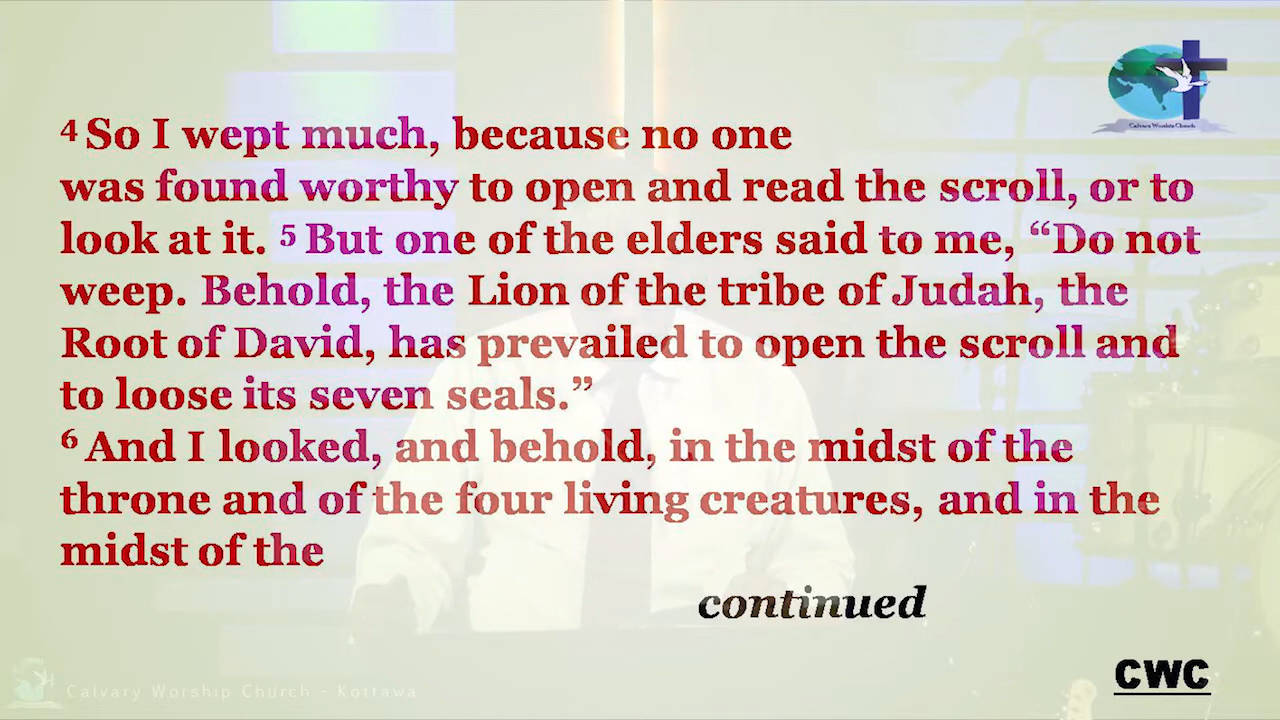 Calvary Worship Church
4 So I wept much, because no one
was found worthy to open and read the scroll, or to
look at it. 5 But one of the elders said to me, “Do not
weep. Behold, the Lion of the tribe of Judah, the
Root of David, has prevailed to open the scroll and
to loose its seven seals.”
6 And I looked, and behold, in the midst of the
throne and of the four living creatures, and in the
midst of the
continued
CWC
Calvary Worship Church - Kottawa